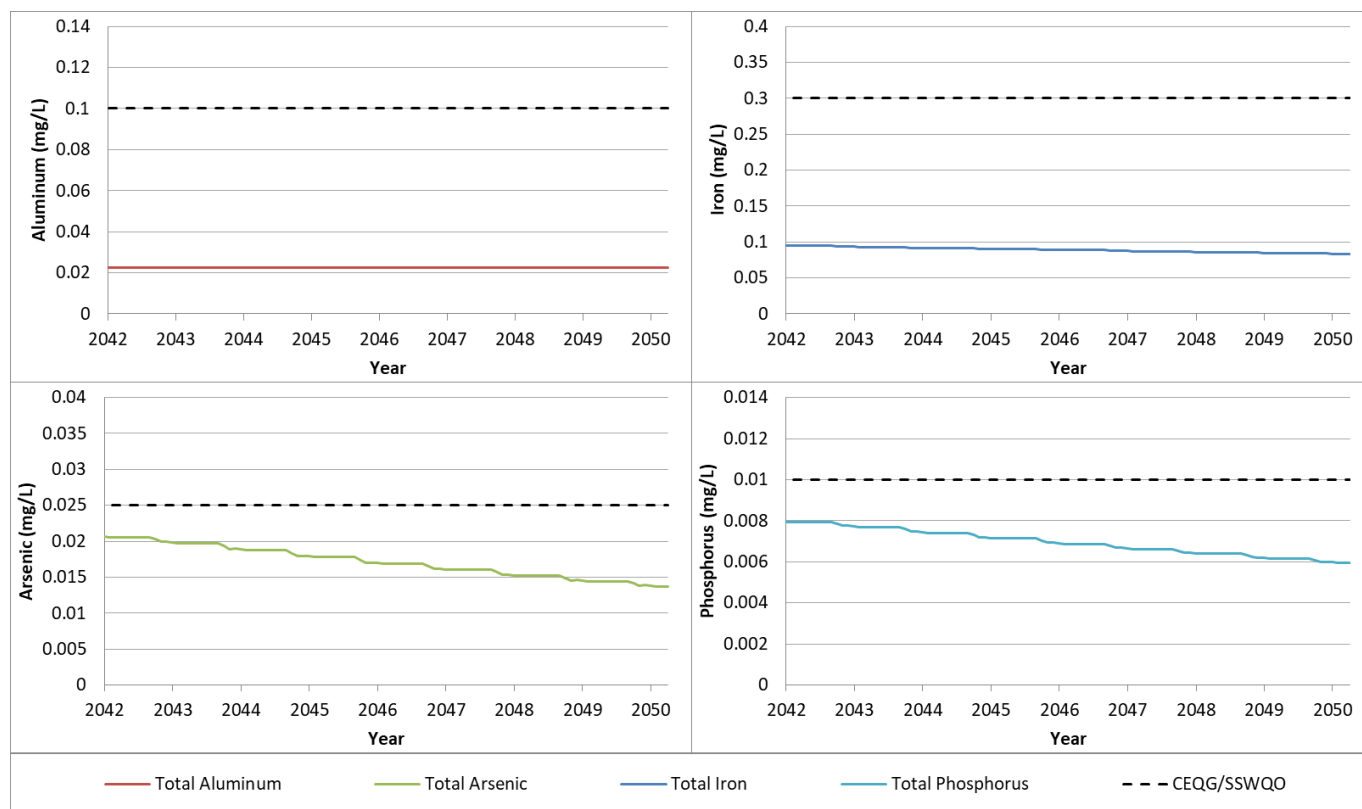 0.14
0.12
0.1
0.08
0.06
0.04
0.02
0
Aluminum (mg/L)
2042 2043 2044 2045 2046 2047 2048 2049 2050
Year
0.4
0.35
0.3
0.25
0.2
0.15
0.1
0.05
0
Iron (mg/L)
2042 2043 2044 2045 2046 2047 2048 2049 2050
Year
0.04
0.035
0.03
0.025
0.02
0.015
0.01
0.005
0
Arsenic (mg/L)
2042 2043 2044 2045 2046 2047 2048 2049 2050
Year
0.014
0.012
0.01
0.008
0.006
0.004
0.002
0
Phosphorus (mg/L)
2042 2043 2044 2045 2046 2047 2048 2049 2050
Year
Total Aluminum Total Arsenic Total Iron Total Phosphorus CEQG/SSWQO